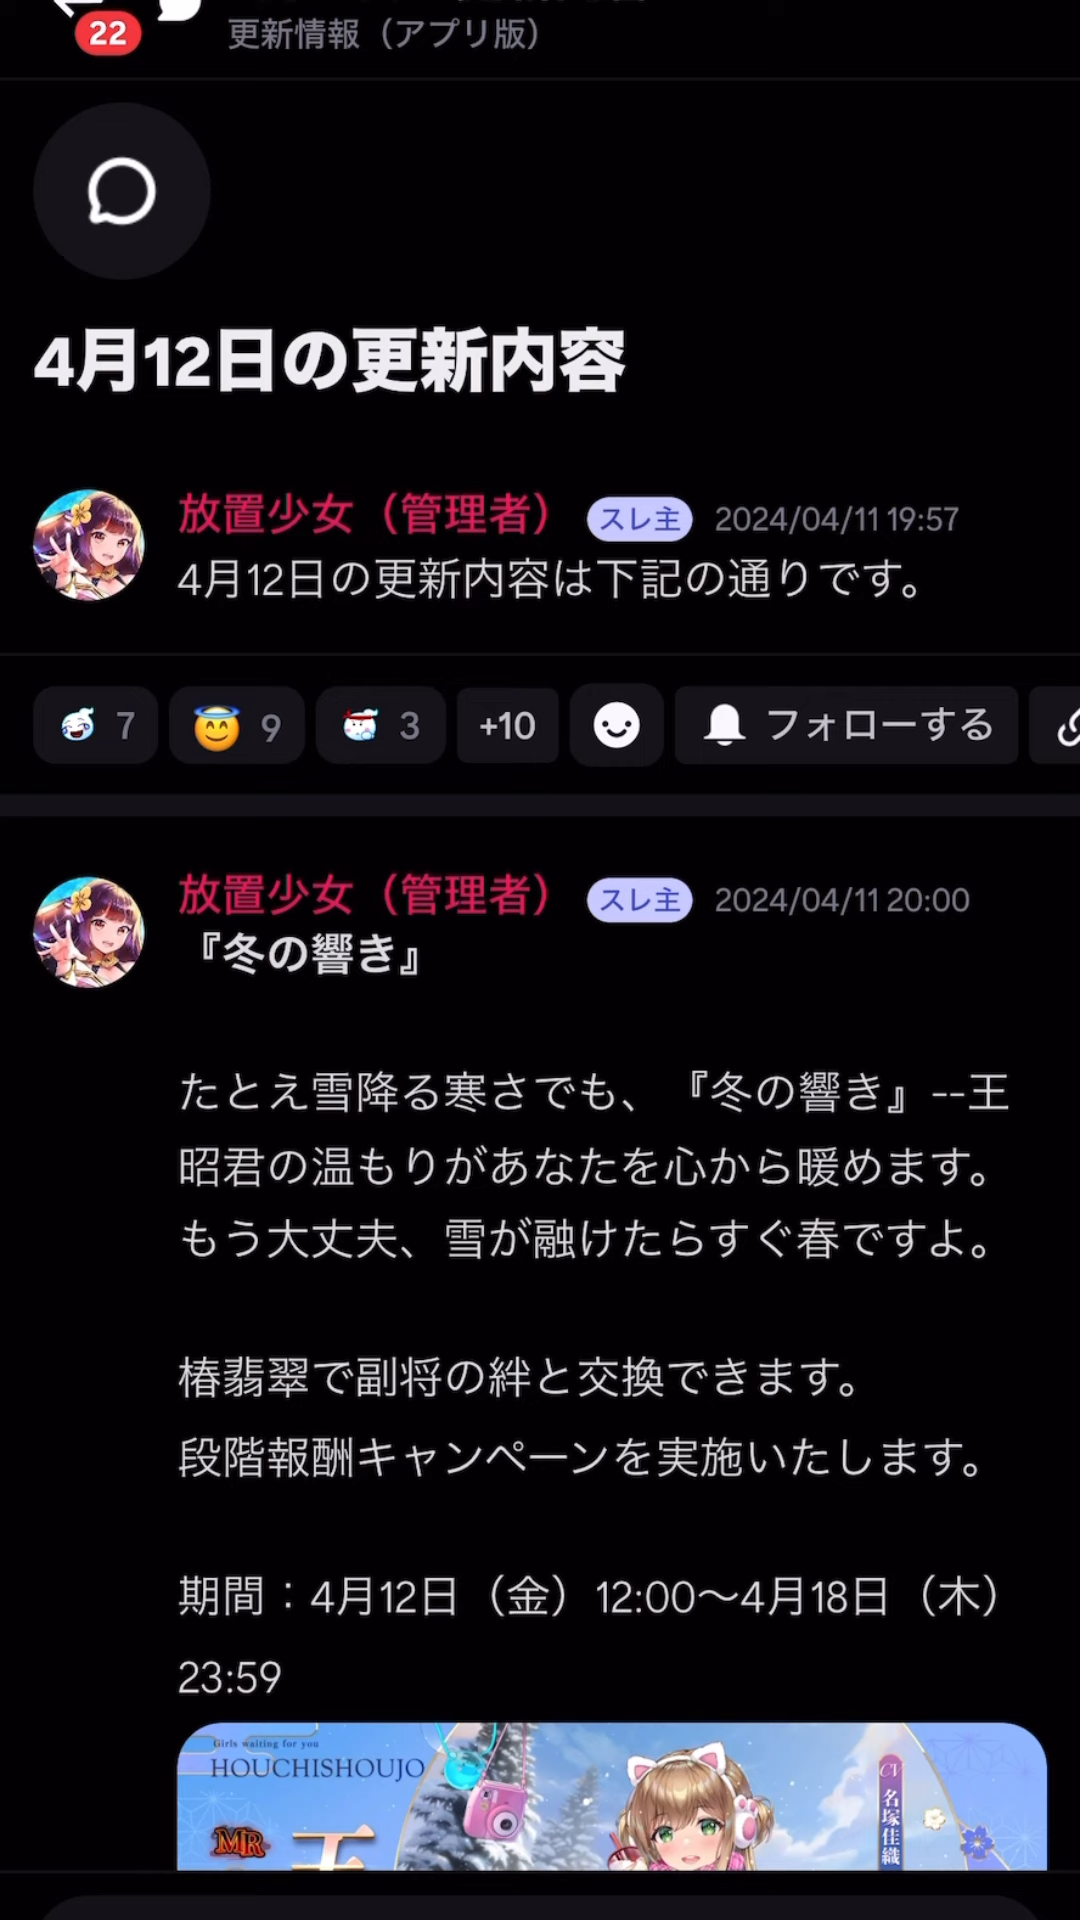 22
更新情報（アプリ版）
4月12日の更新内容
放置少女（管理者） スレ主 2024/04/11 19:57
4月12日の更新内容は下記の通りです。
7 9 3 +10 フォローする
放置少女（管理者） スレ主 2024/04/11 20:00
『冬の響き』
たとえ雪降る寒さでも、『冬の響き』--王
昭君の温もりがあなたを心から暖めます。
もう大丈夫、雪が融けたらすぐ春ですよ。
椿翡翠で副将の絆と交換できます。
段階報酬キャンペーンを実施いたします。
期間：4月12日（金）12:00〜4月18日（木）
23:59
Girls waiting for you
HOUCHISHOUJO
MR
CV 名塚佳織